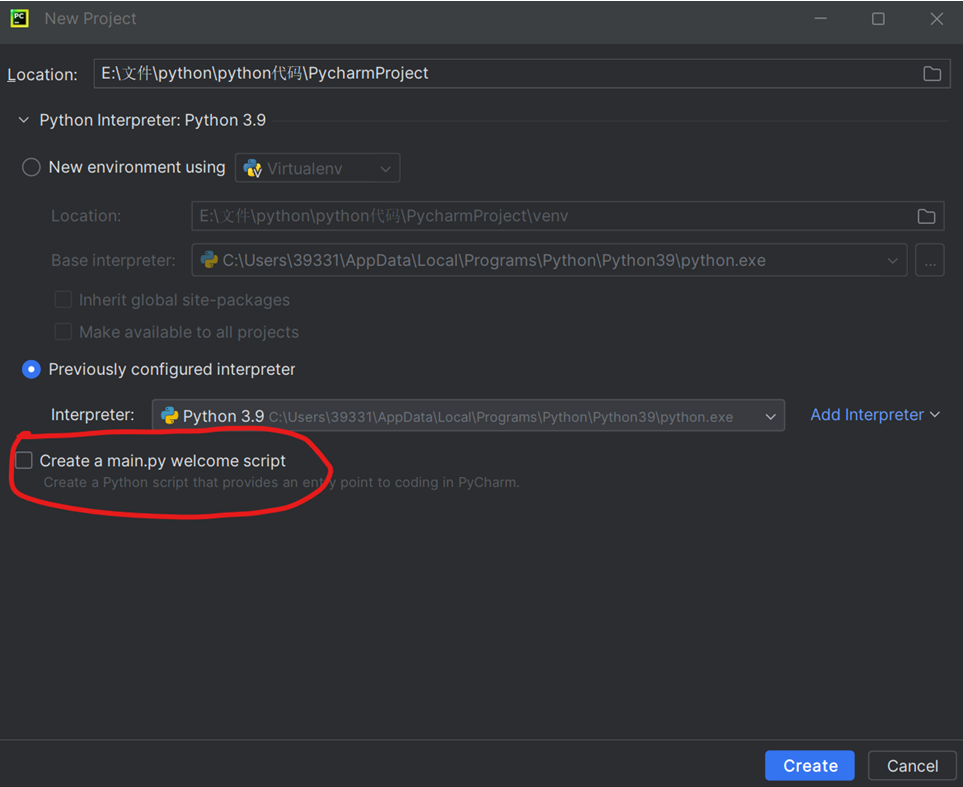 PC
New Project
Location: E:\文件\python\python代码\PycharmProject
Python Interpreter: Python 3.9
New environment using Virtualenv
Location: E:\文件\python\python代码\PycharmProject\venv
Base interpreter: C:\Users\39331\AppData\Local\Programs\Python\Python39\python.exe ...
Inherit global site-packages
Make available to all projects
Previously configured interpreter
Interpreter: Python 3.9 C:\Users\39331\AppData\Local\Programs\Python\Python39\python.exe Add Interpreter
Create a main.py welcome script
Create a Python script that provides an entry point to coding in PyCharm.
Create Cancel